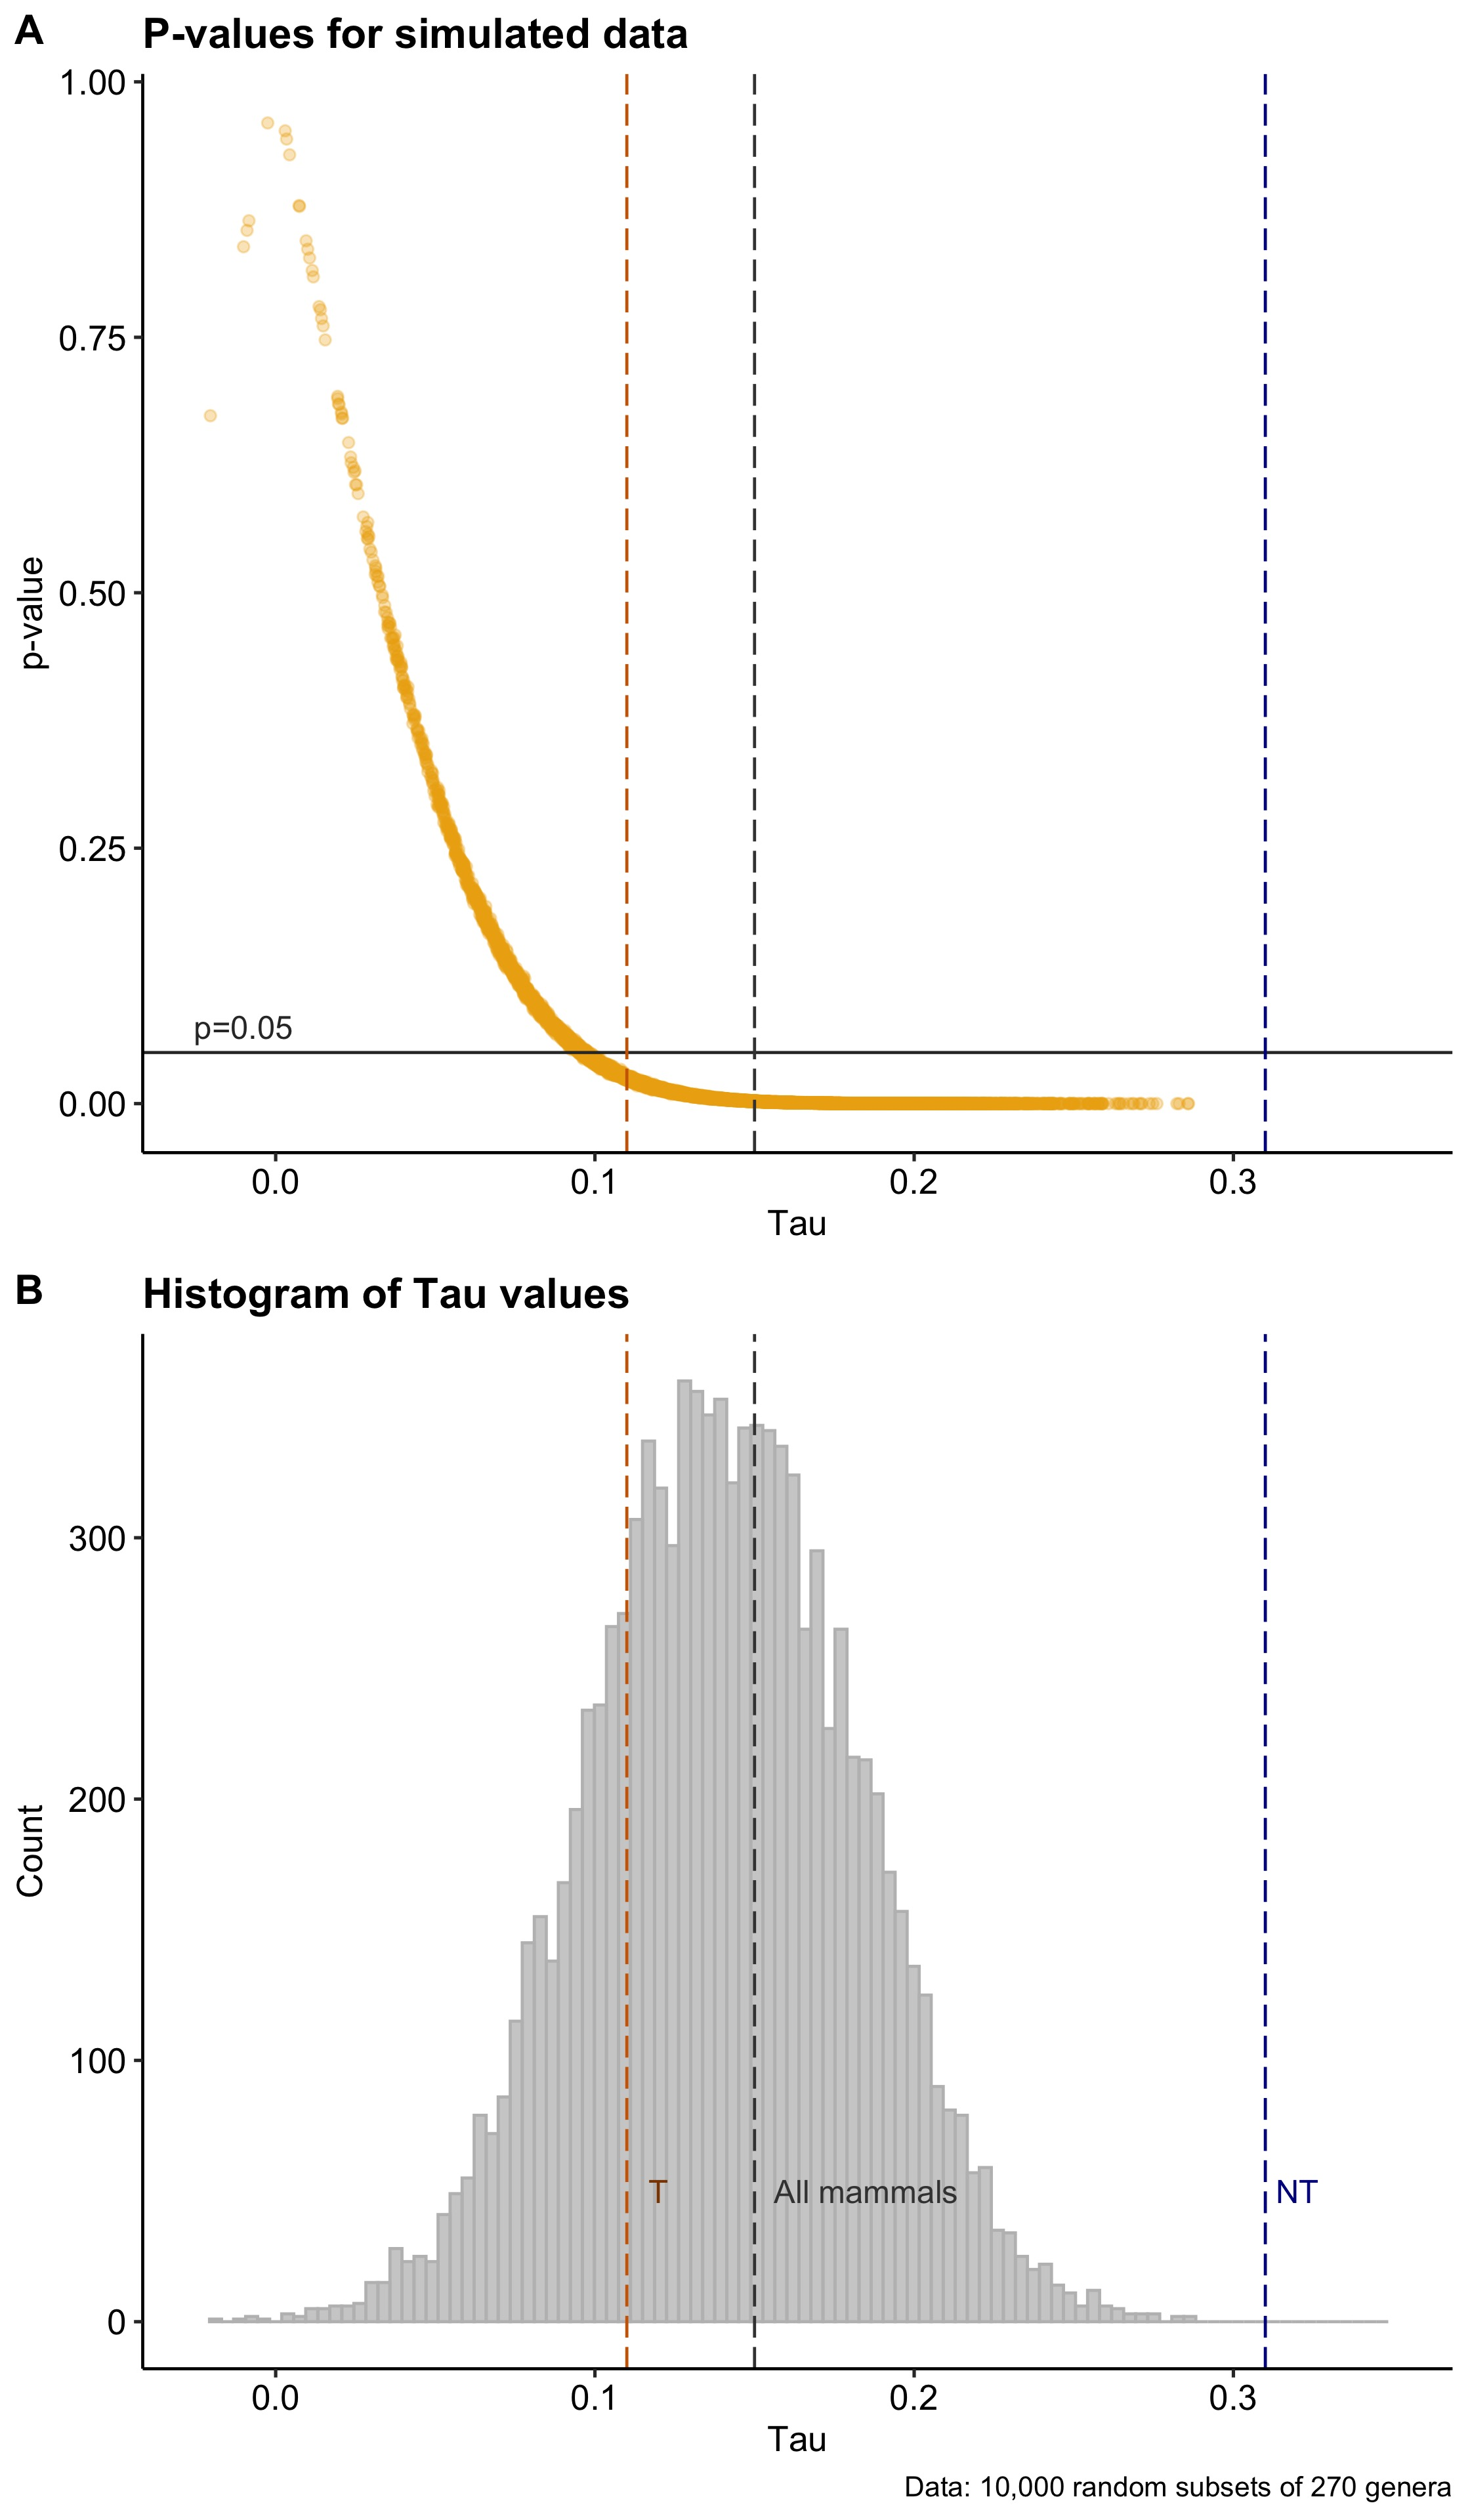 A
P-values for simulated data
1.00
0.75
0.50
0.25
0.00
p-value
p=0.05
0.0
0.1
0.2
0.3
Tau
B
Histogram of Tau values
300
200
100
0
Count
T
All mammals
NT
0.0
0.1
0.2
0.3
Tau
Data: 10,000 random subsets of 270 genera